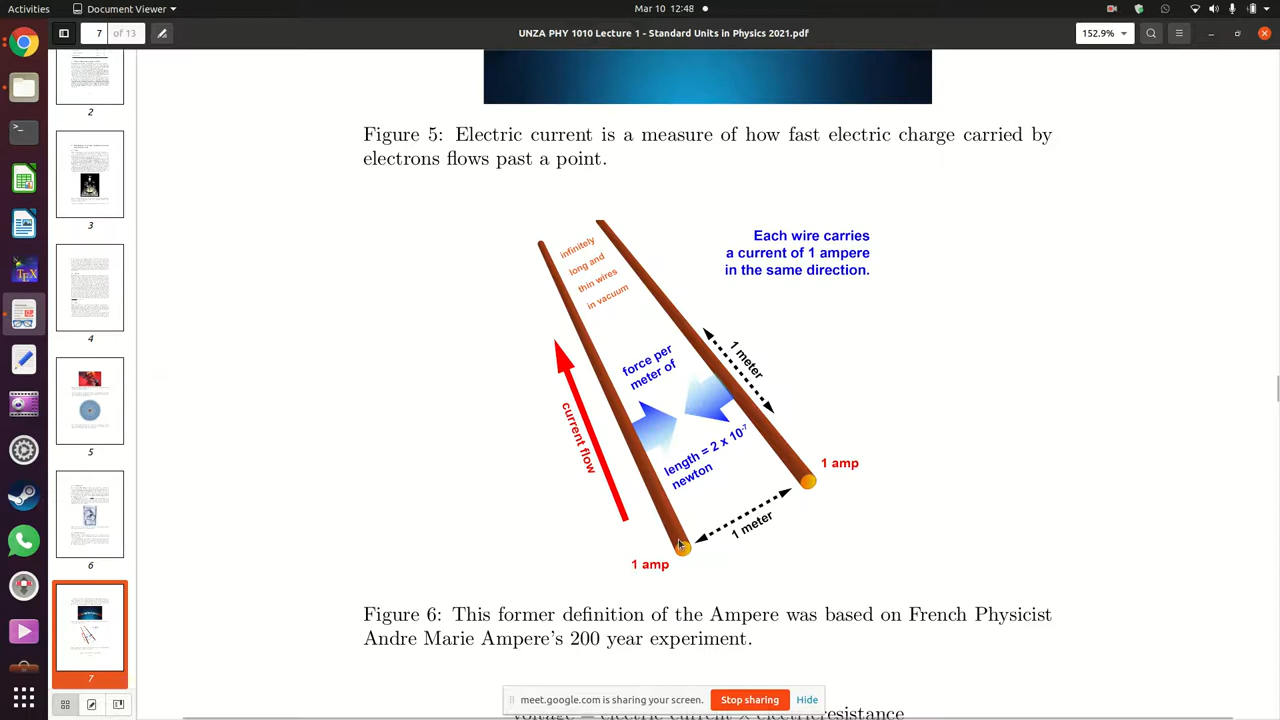 Activities
Document Viewer
Mar 10 12:48
7 of 13
UNZA PHY 1010 Lecture 1 - Standard Units in Physics 2021.pdf
152.9%
2
3
4
5
6
7
Figure 5: Electric current is a measure of how fast electric charge carried by
electrons flows past a point.
infinitely
long and
thin wires
in vacuum
Each wire carries
a current of 1 ampere
in the same direction.
1 meter
force per
meter of
current flow
length = 2 x 10⁻⁷
newton
1 amp
1 meter
1 amp
Figure 6: This former definition of the Ampere was based on French Physicist
Andre Marie Ampere's 200 year experiment.
meet.google.com is sharing your screen.
Stop sharing
Hide
voltage = electric current x electricresistance